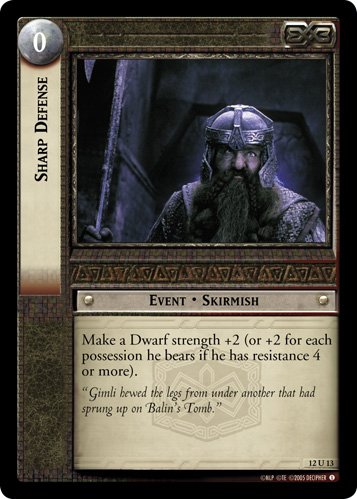 0
SHARP DEFENSE
EVENT • SKIRMISH
Make a Dwarf strength +2 (or +2 for each
possession he bears if he has resistance 4
or more).
“Gimli hewed the legs from under another that had
sprung up on Balin’s Tomb.”
12 U 13
©NLP ©TE ©2005 DECIPHER